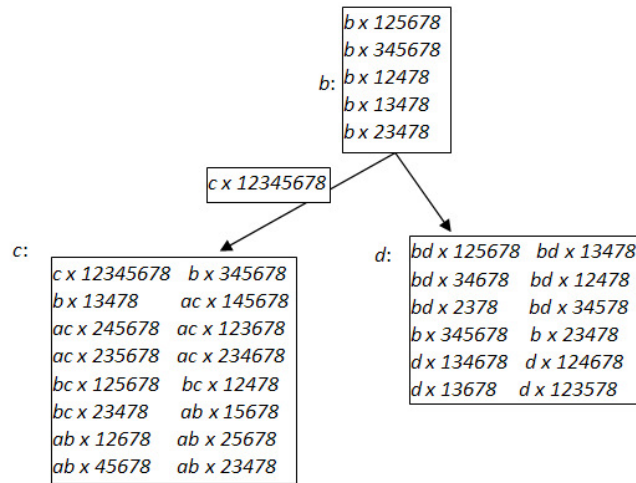 b x 125678
b x 345678
b: b x 12478
b x 13478
b x 23478
c x 12345678
c:
c x 12345678 b x 345678
b x 13478 ac x 145678
ac x 245678 ac x 123678
ac x 235678 ac x 234678
bc x 125678 bc x 12478
bc x 23478 ab x 15678
ab x 12678 ab x 25678
ab x 45678 ab x 23478
d: bd x 125678 bd x 13478
bd x 34678 bd x 12478
bd x 2378 bd x 34578
b x 345678 b x 23478
d x 134678 d x 124678
d x 13678 d x 123578